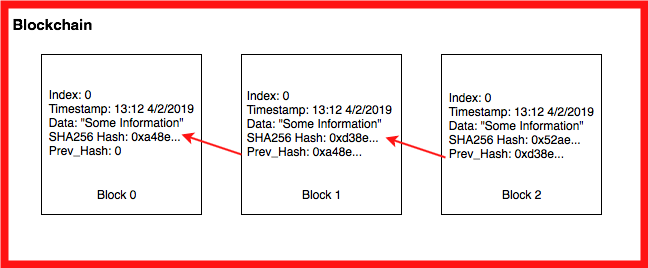 Blockchain
Index: 0
Timestamp: 13:12 4/2/2019
Data: "Some Information"
SHA256 Hash: 0xa48e...
Prev_Hash: 0
Block 0
Index: 0
Timestamp: 13:12 4/2/2019
Data: "Some Information"
SHA256 Hash: 0xd38e...
Prev_Hash: 0xa48e...
Block 1
Index: 0
Timestamp: 13:12 4/2/2019
Data: "Some Information"
SHA256 Hash: 0x52ae...
Prev_Hash: 0xd38e...
Block 2